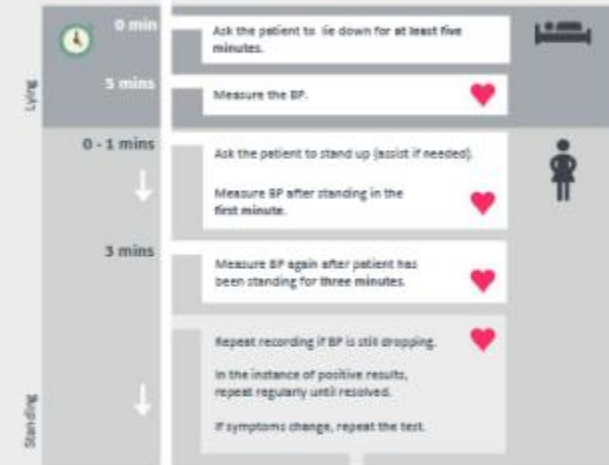 Lying
0 min
Ask the patient to lie down for at least five
minutes.
5 mins
Measure the BP.
0 - 1 mins
Ask the patient to stand up (assist if needed).
Measure BP after standing in the
first minute.
3 mins
Measure BP again after patient has
been standing for three minutes.
Standing
Repeat recording if BP is still dropping.
In the instance of positive results,
repeat regularly until resolved.
If symptoms change, repeat the test.